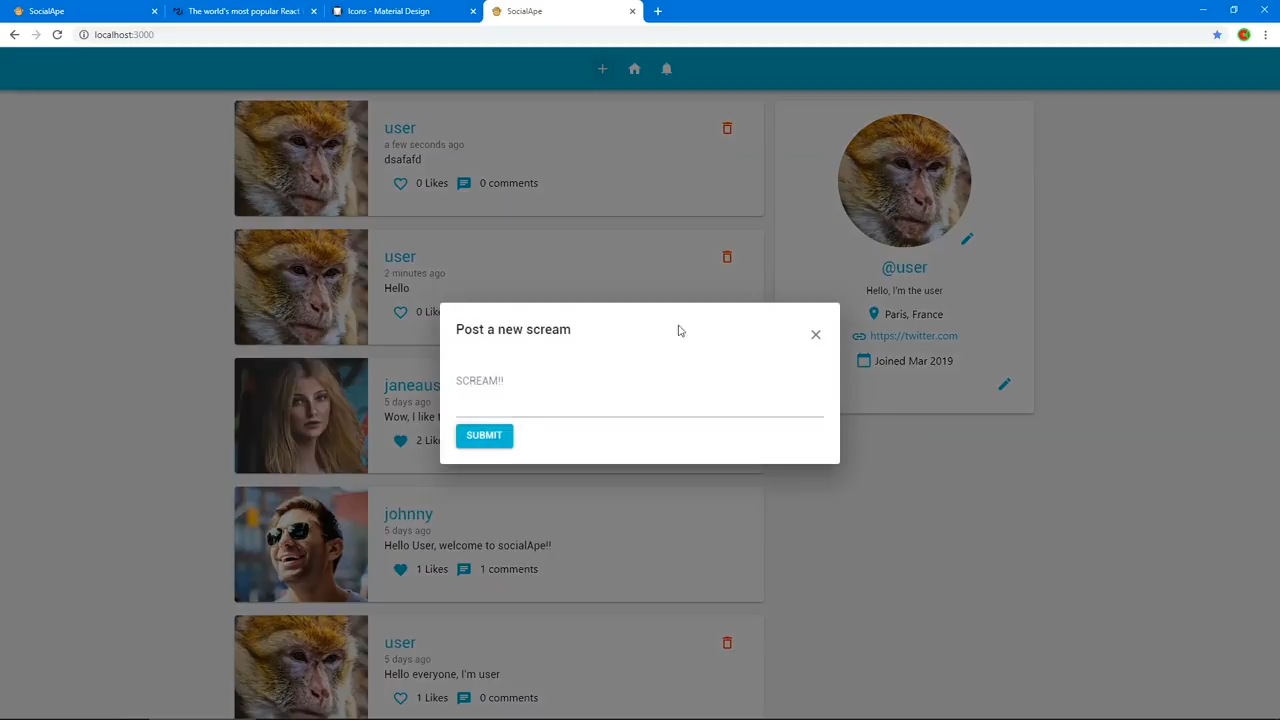 SocialApe
The world's most popular React
Icons - Material Design
SocialApe
localhost:3000
user
a few seconds ago
dsafafd
0 Likes
0 comments
user
2 minutes ago
Hello
0 Lik
janeaus
5 days ago
Wow, I like
2 Lik
johnny
5 days ago
Hello User, welcome to socialApe!!
1 Likes
1 comments
user
5 days ago
Hello everyone, I'm user
1 Likes
0 comments
Post a new scream
SCREAM!!
SUBMIT
@user
Hello, I'm the user
Paris, France
https://twitter.com
Joined Mar 2019